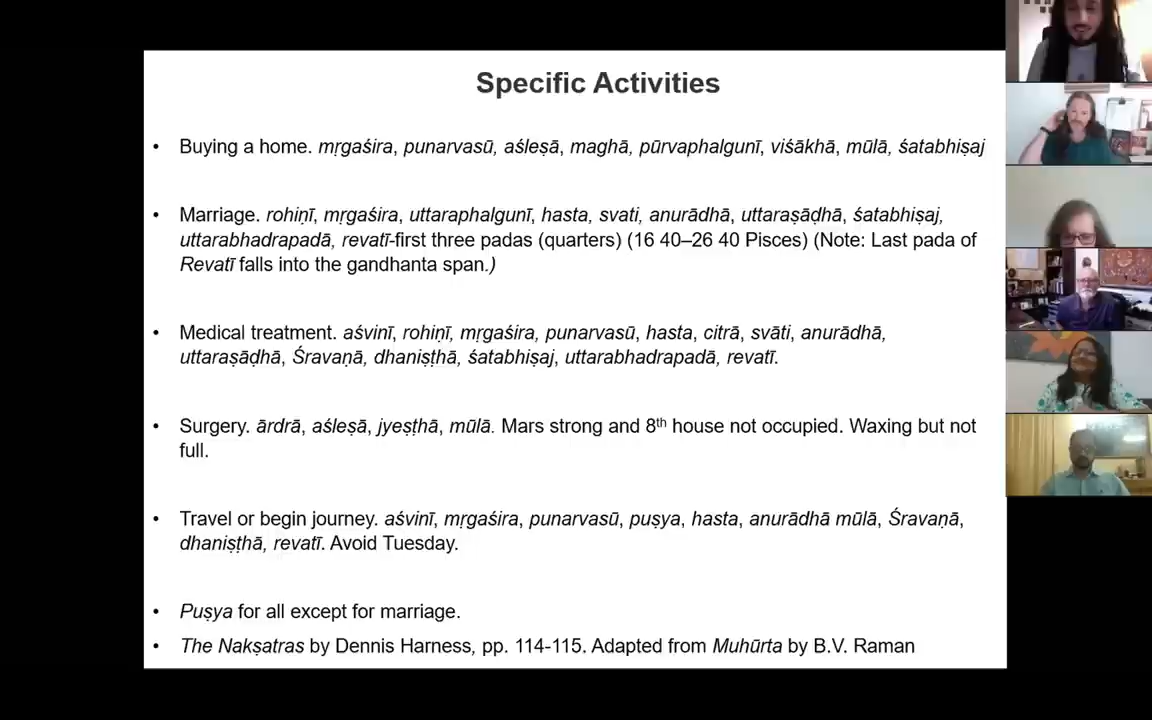 Specific Activities
• Buying a home. mṛgaśira, punarvasū, aśleṣā, maghā, pūrvaphalgunī, viśākhā, mūlā, śatabhiṣaj
• Marriage. rohiṇī, mṛgaśira, uttaraphalgunī, hasta, svati, anurādhā, uttaraṣāḍhā, śatabhiṣaj,
uttarabhadrapadā, revatī-first three padas (quarters) (16 40–26 40 Pisces) (Note: Last pada of
Revatī falls into the gandhanta span.)
• Medical treatment. aśvinī, rohiṇī, mṛgaśira, punarvasū, hasta, citrā, svāti, anurādhā,
uttaraṣāḍhā, Śravaṇā, dhaniṣṭhā, śatabhiṣaj, uttarabhadrapadā, revatī.
• Surgery. ārdrā, aśleṣā, jyeṣṭhā, mūlā. Mars strong and 8th house not occupied. Waxing but not
full.
• Travel or begin journey. aśvinī, mṛgaśira, punarvasū, puṣya, hasta, anurādhā mūlā, Śravaṇā,
dhaniṣṭhā, revatī. Avoid Tuesday.
• Puṣya for all except for marriage.
• The Nakṣatras by Dennis Harness, pp. 114-115. Adapted from Muhūrta by B.V. Raman